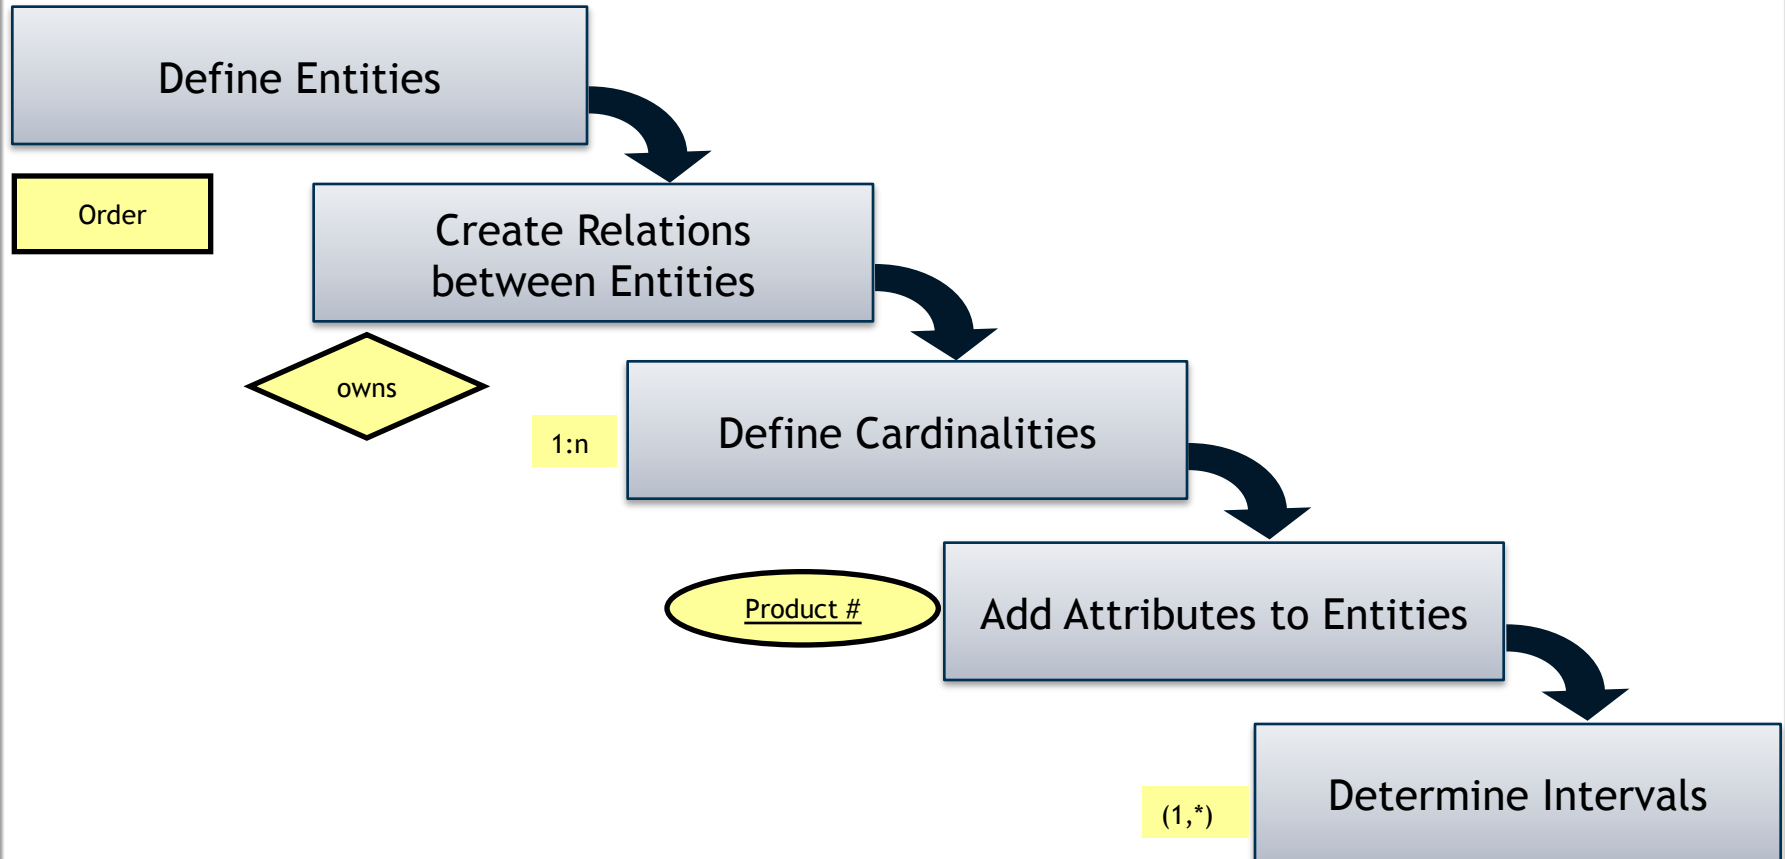 Define Entities
Order
Create Relations
between Entities
owns
Define Cardinalities
1:n
Add Attributes to Entities
Product #
Determine Intervals
(1,*)